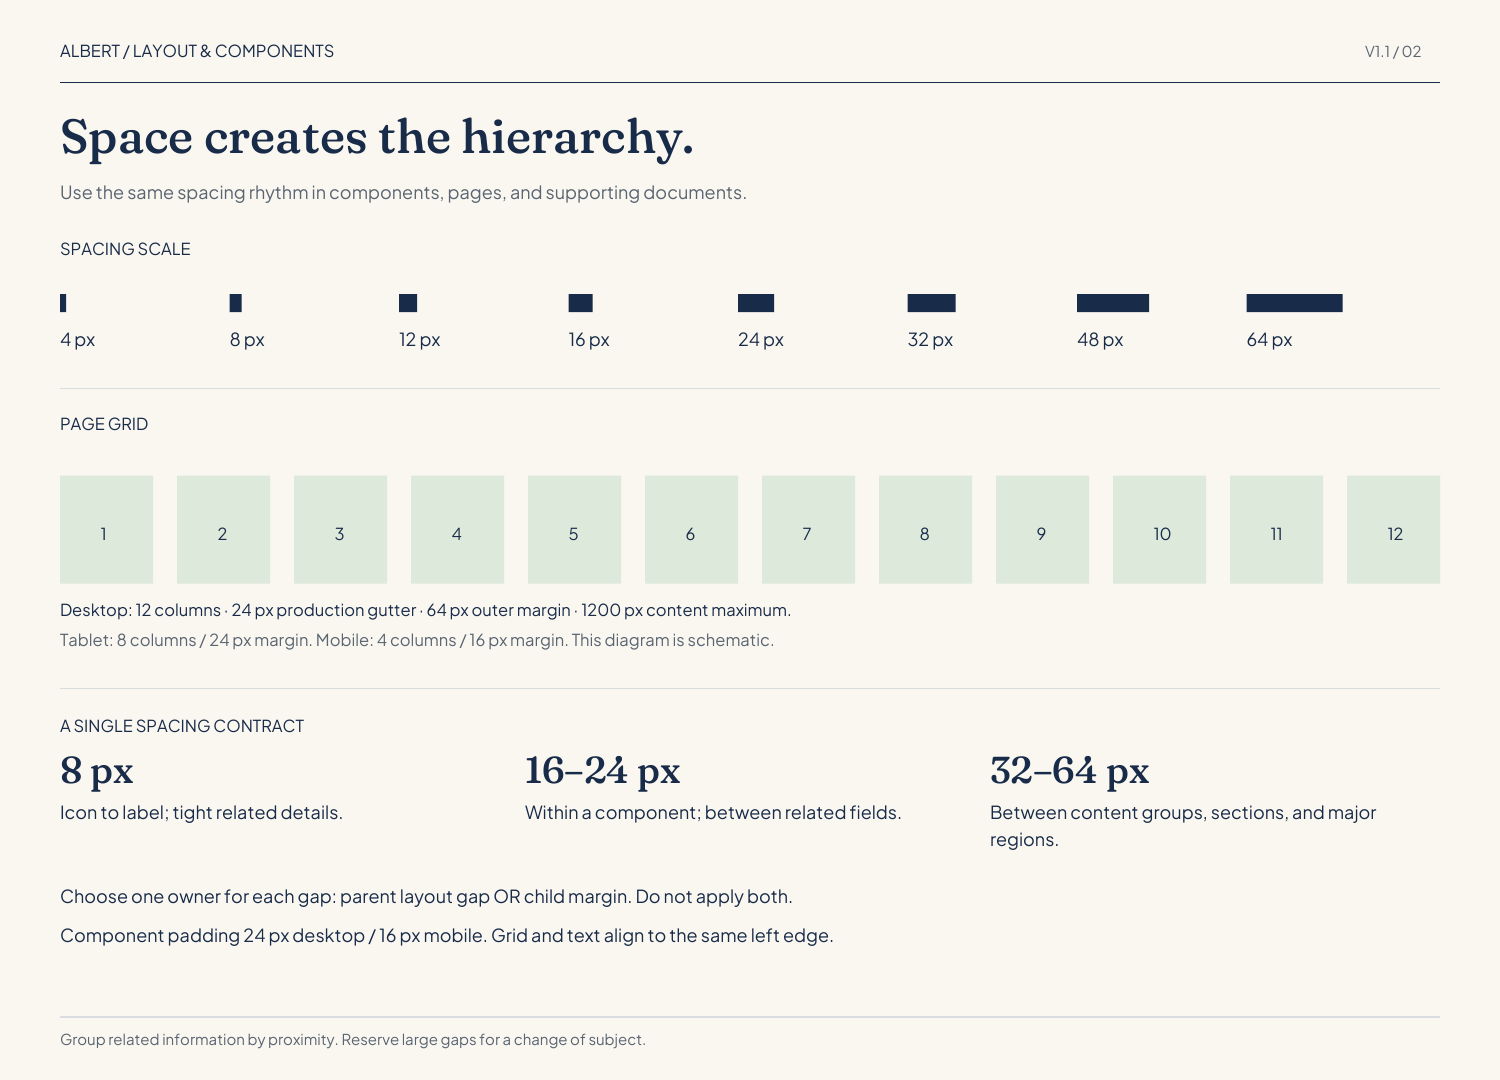 ALBERT / LAYOUT & COMPONENTS
V1.1 / 02
Space creates the hierarchy.
Use the same spacing rhythm in components, pages, and supporting documents.
SPACING SCALE
4 px
8 px
12 px
16 px
24 px
32 px
48 px
64 px
PAGE GRID
1
2
3
4
5
6
7
8
9
10
11
12
Desktop: 12 columns · 24 px production gutter · 64 px outer margin · 1200 px content maximum.
Tablet: 8 columns / 24 px margin. Mobile: 4 columns / 16 px margin. This diagram is schematic.
A SINGLE SPACING CONTRACT
8 px
Icon to label; tight related details.
16–24 px
Within a component; between related fields.
32–64 px
Between content groups, sections, and major
regions.
Choose one owner for each gap: parent layout gap OR child margin. Do not apply both.
Component padding 24 px desktop / 16 px mobile. Grid and text align to the same left edge.
Group related information by proximity. Reserve large gaps for a change of subject.